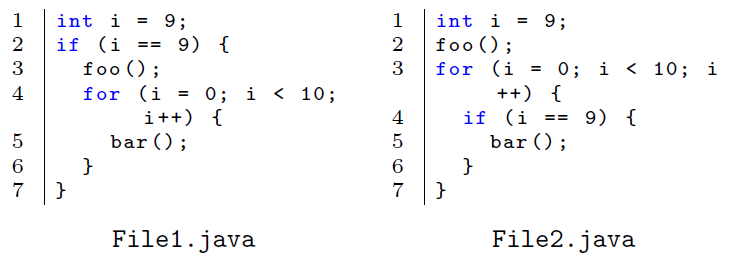 1 int i = 9;
2 if (i == 9) {
3   foo();
4   for (i = 0; i < 10;
        i++) {
5     bar();
6   }
7 }
File1.java
1 int i = 9;
2 foo();
3 for (i = 0; i < 10; i
      ++) {
4   if (i == 9) {
5     bar();
6   }
7 }
File2.java